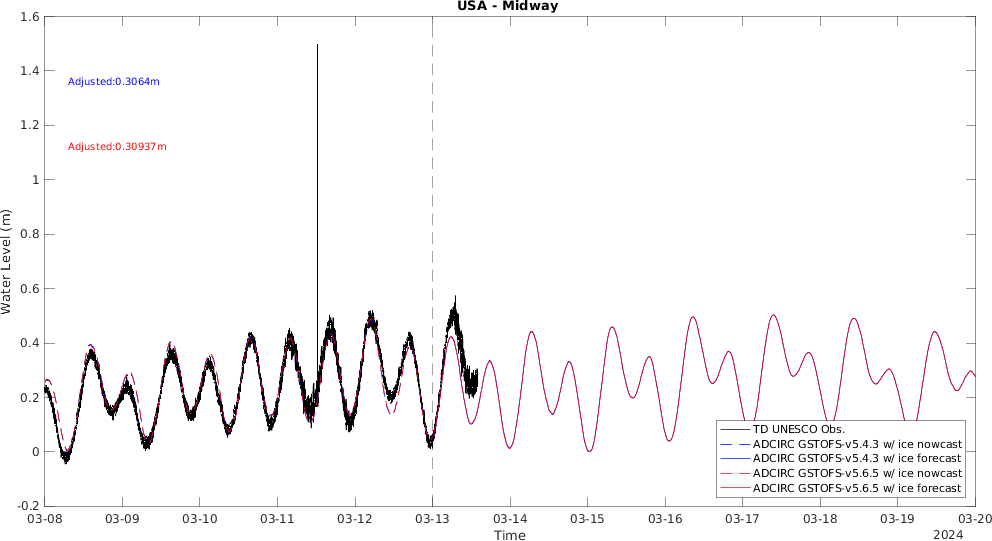 USA - Midway
1.6
1.4
1.2
1
0.8
0.6
0.4
0.2
0
-0.2
Water Level (m)
Adjusted:0.3064m
Adjusted:0.30937m
TD UNESCO Obs.
ADCIRC GSTOFS-v5.4.3 w/ ice nowcast
ADCIRC GSTOFS-v5.4.3 w/ ice forecast
ADCIRC GSTOFS-v5.6.5 w/ ice nowcast
ADCIRC GSTOFS-v5.6.5 w/ ice forecast
03-08 03-09 03-10 03-11 03-12 03-13 03-14 03-15 03-16 03-17 03-18 03-19 03-20
Time
2024